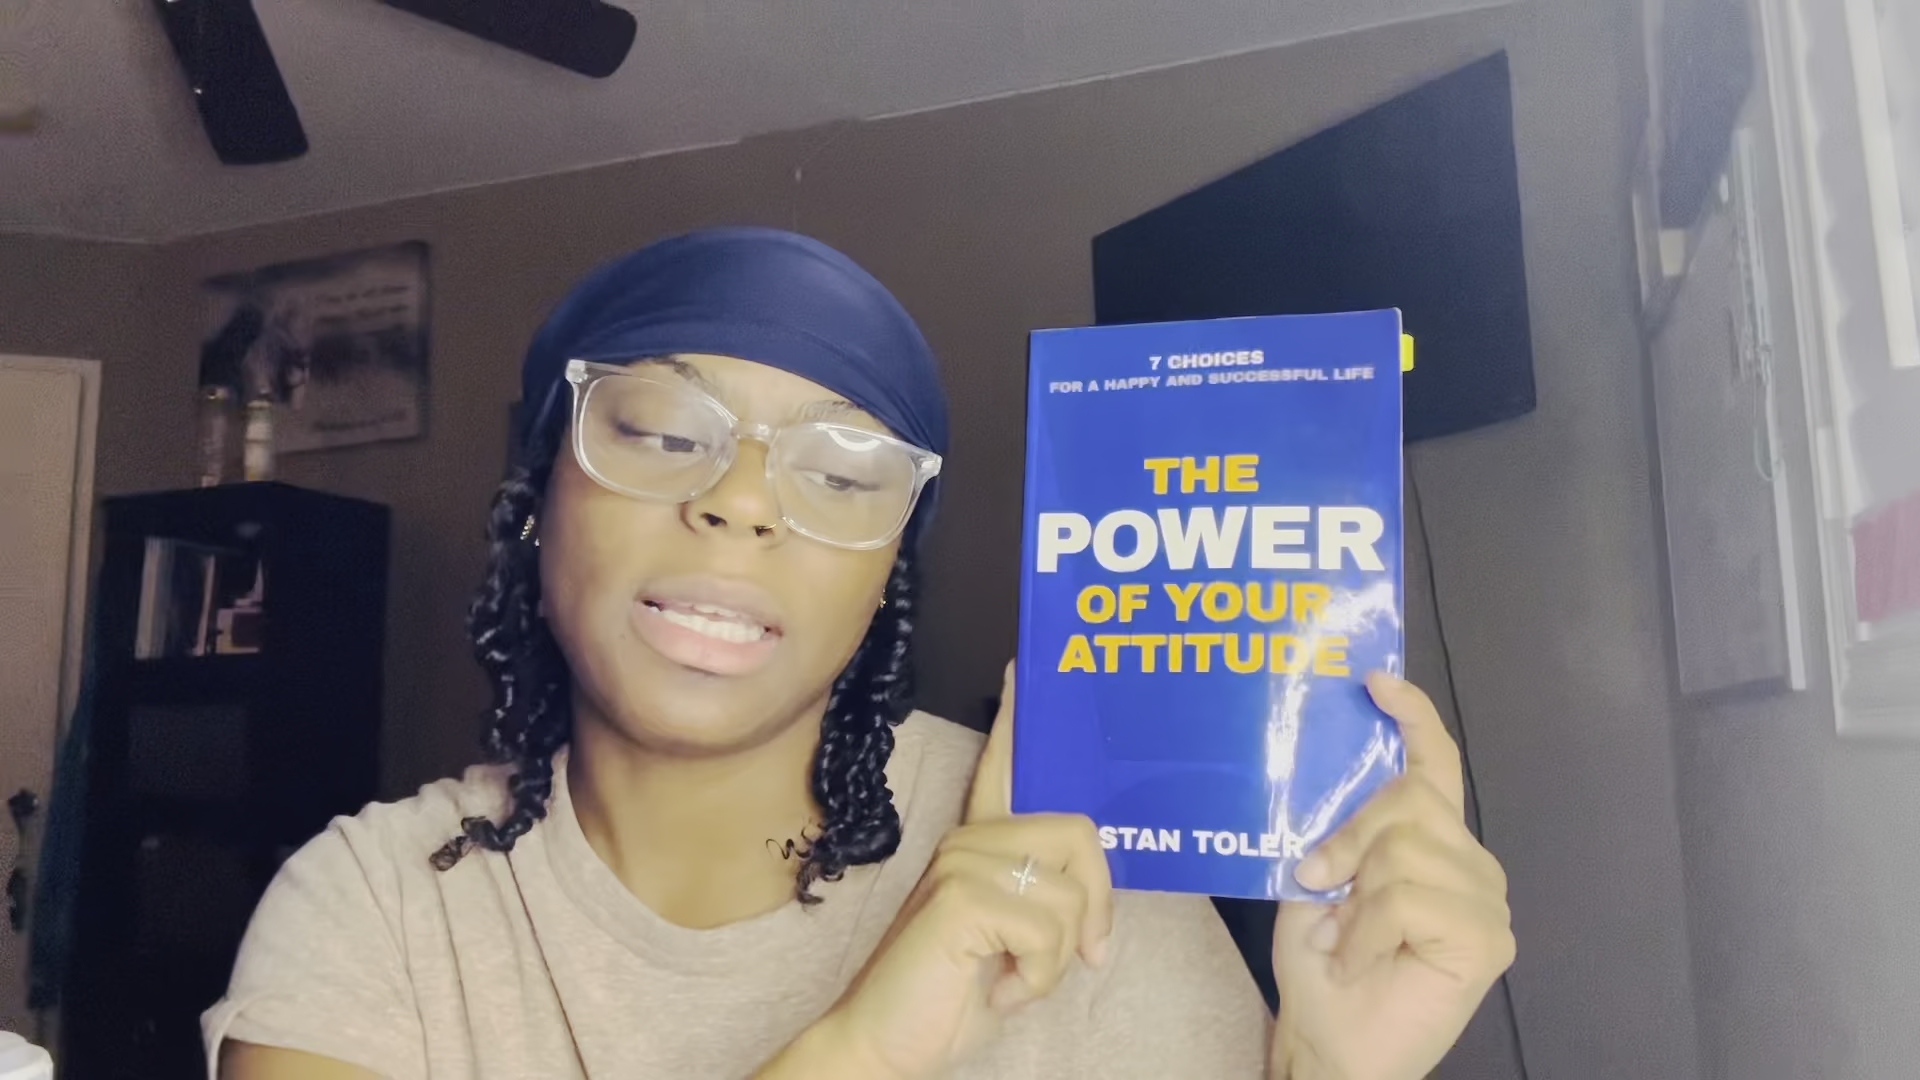 7 CHOICES
FOR A HAPPY AND SUCCESSFUL LIFE
THE
POWER
OF YOUR
ATTITUDE
STAN TOLER